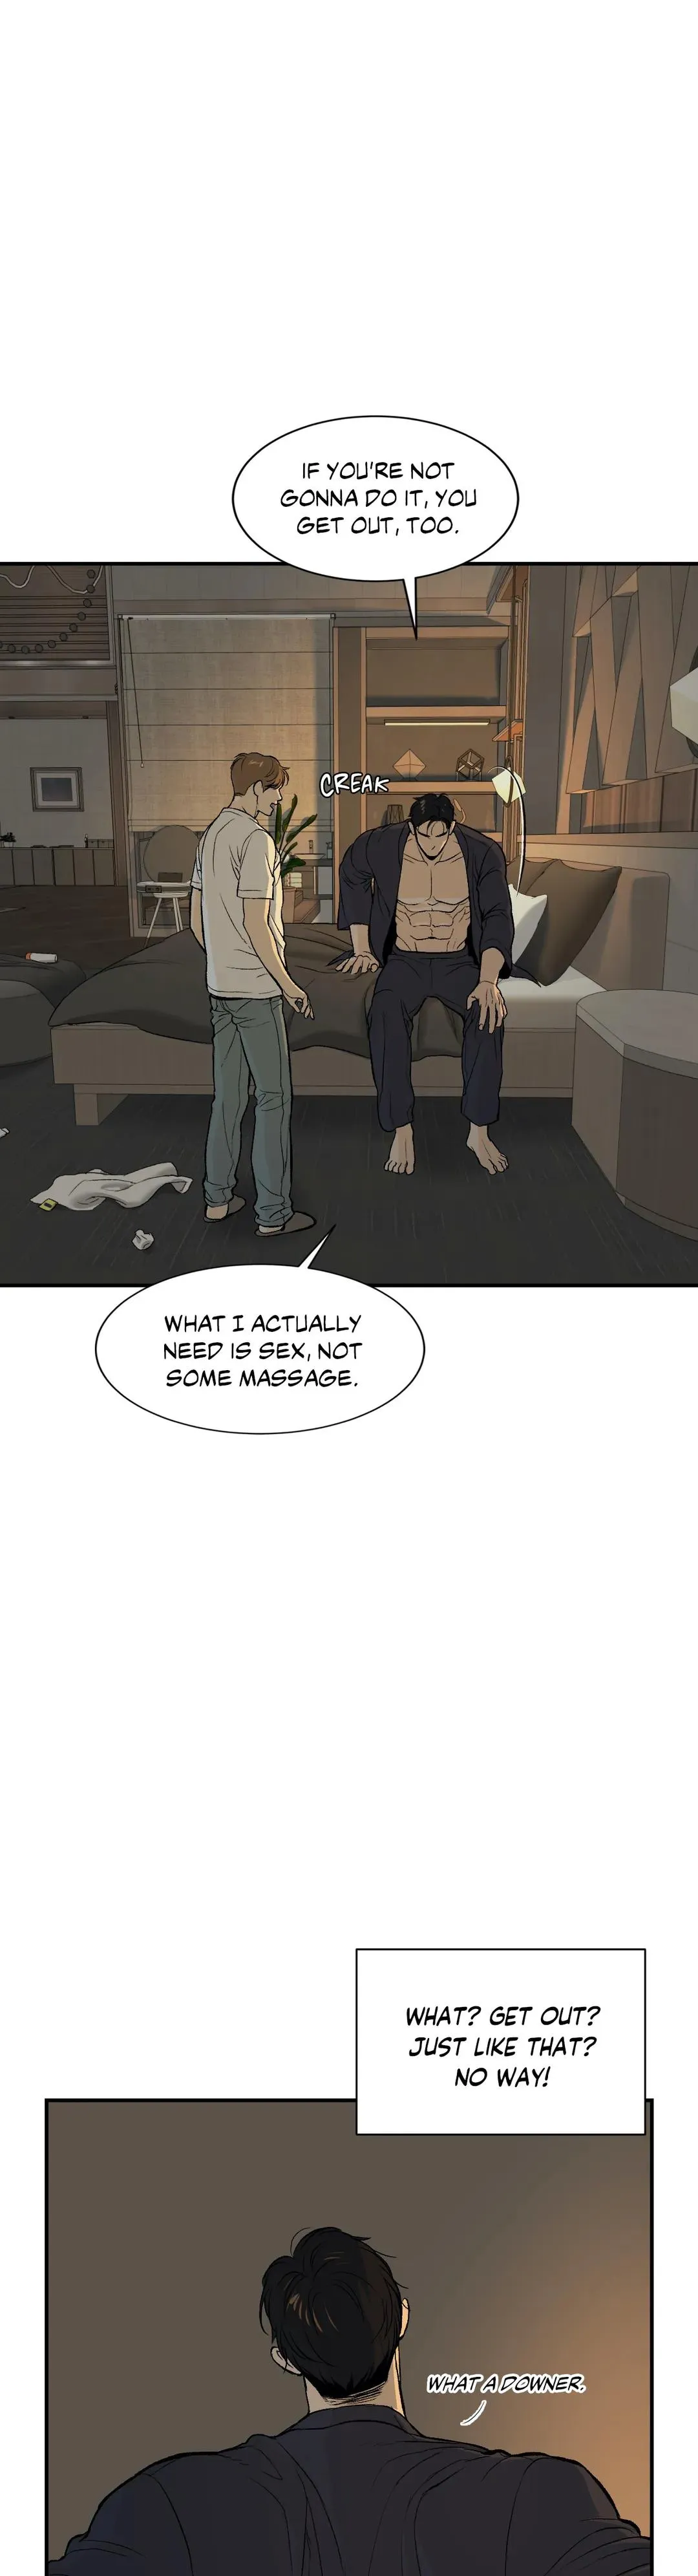 IF YOU'RE NOT
GONNA DO IT, YOU
GET OUT, TOO.
CREAK
WHAT I ACTUALLY
NEED IS SEX, NOT
SOME MASSAGE.
WHAT? GET OUT?
JUST LIKE THAT?
NO WAY!
WHAT A DOWNER.